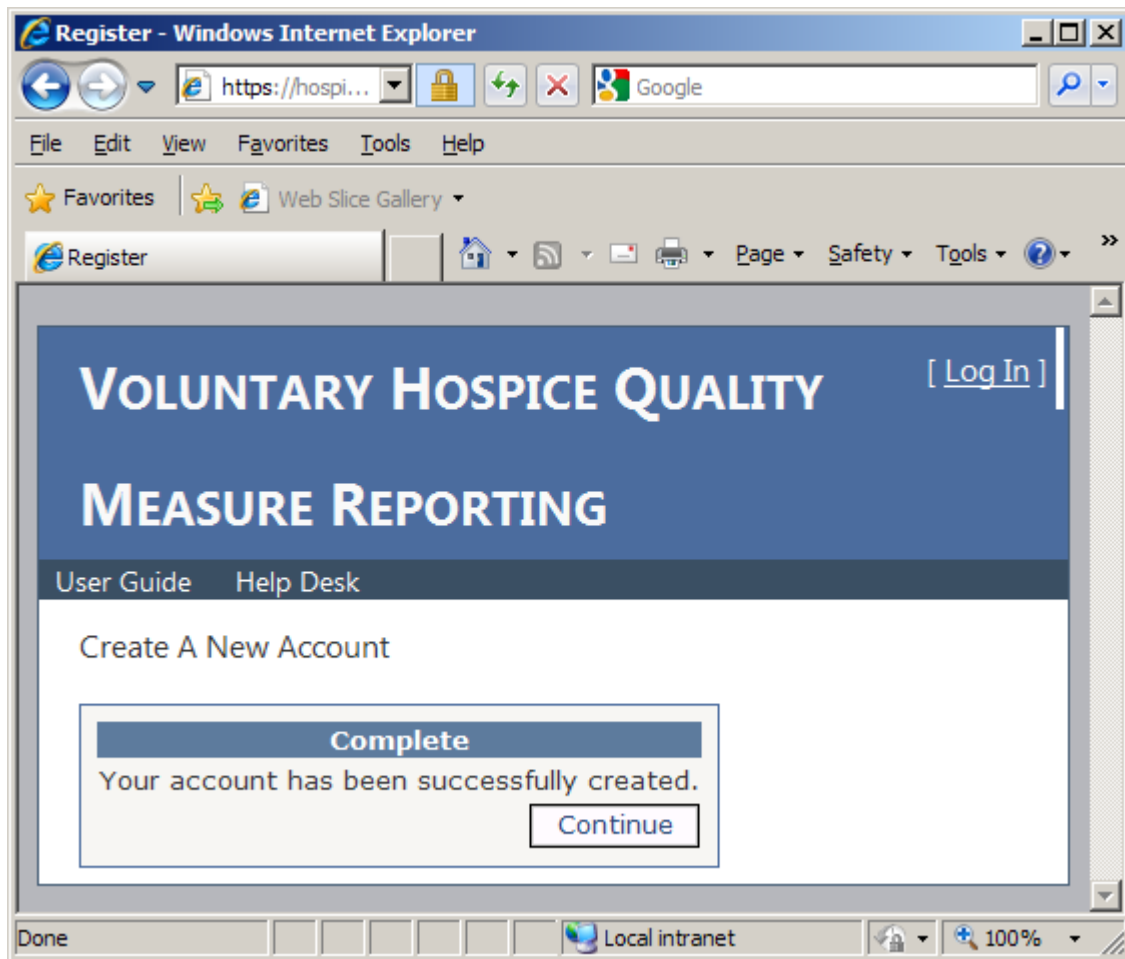 Register - Windows Internet Explorer
https://hospi... Google
File Edit View Favorites Tools Help
Favorites Web Slice Gallery
Register Page Safety Tools »
[ Log In ]
VOLUNTARY HOSPICE QUALITY
MEASURE REPORTING
User Guide Help Desk
Create A New Account
Complete
Your account has been successfully created.
Continue
Done Local intranet 100%